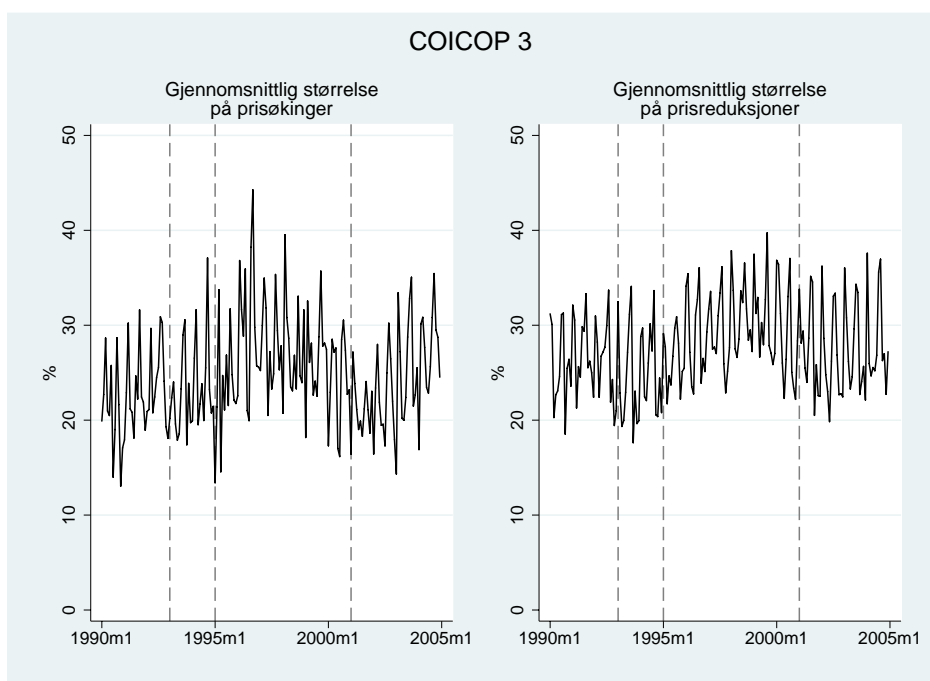 COICOP 3
Gjennomsnittlig størrelse
på prisøkinger
50
40
30
20
10
0
%
1990m1
1995m1
2000m1
2005m1
Gjennomsnittlig størrelse
på prisreduksjoner
50
40
30
20
10
0
%
1990m1
1995m1
2000m1
2005m1